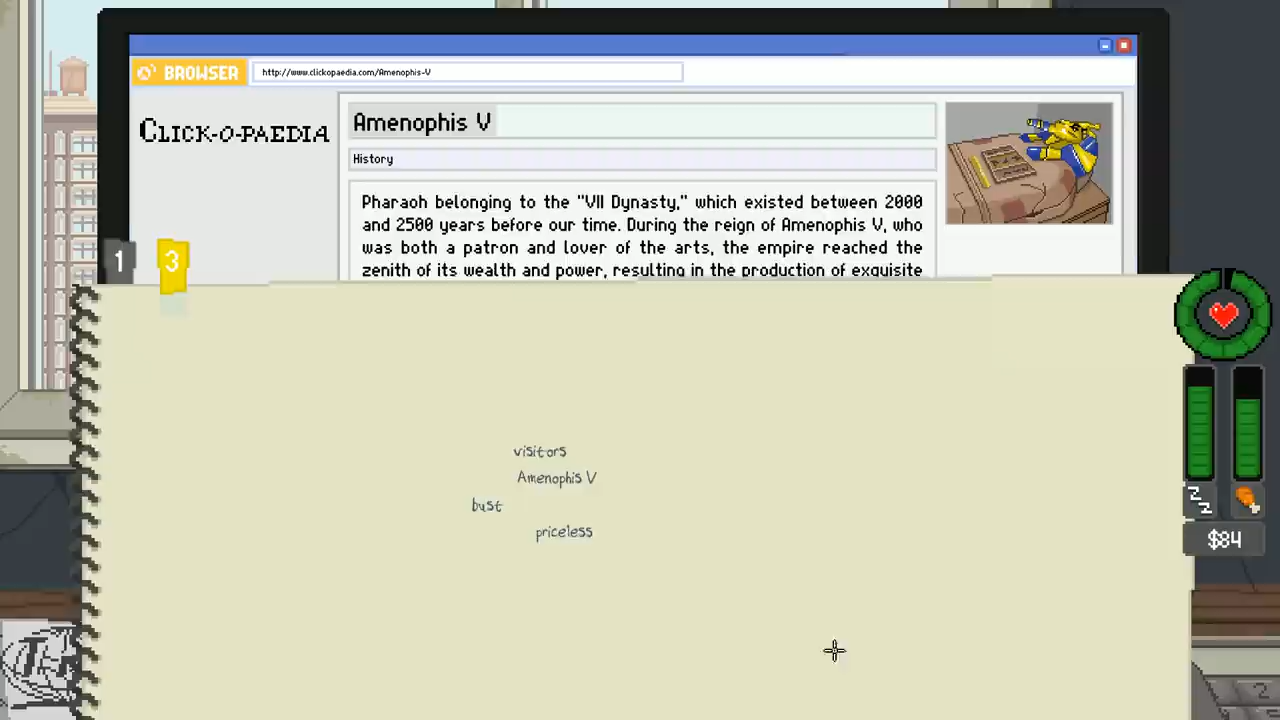 BROWSER
http://www.clickopaedia.com/Amenophis-V
CLICK-O-PAEDIA
Amenophis V
History
Pharaoh belonging to the "VII Dynasty," which existed between 2000
and 2500 years before our time. During the reign of Amenophis V, who
was both a patron and lover of the arts, the empire reached the
zenith of its wealth and power, resulting in the production of exquisite
1
3
visitors
Amenophis V
bust
priceless
$84